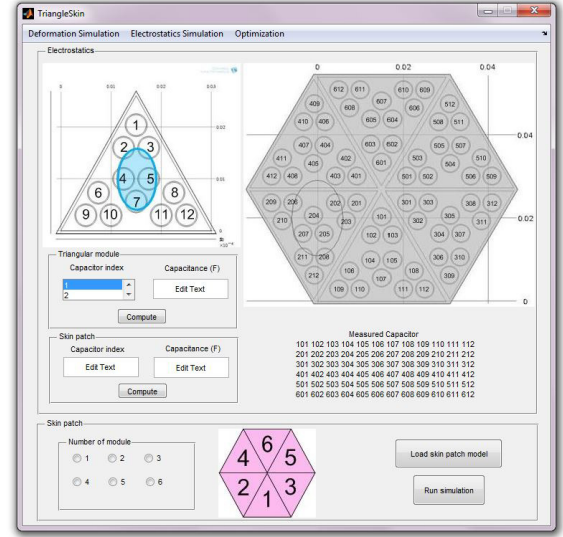 TriangleSkin
Deformation Simulation Electrostatics Simulation Optimization
Electrostatics
0 0.01 0.02 0.03
0.02
0.01
0
1
2 3
4 5
6 7 8
9 10 11 12
0 0.02 0.04
0.04
0.02
0
612 611 610 609
409 608 607 606 512
410 406 605 604 508 511
407 404 603 602 505 507
411 405 402 601 503 504 510
412 408 403 401 501 502 506 509
209 206 202 201 301 303 308 312
210 204 203 101 302 305 311
207 205 102 103 304 307
211 208 104 105 306 310
212 106 107 108 309
109 110 111 112
Triangular module
Capacitor index Capacitance (F)
1
2
Edit Text
Compute
Skin patch
Capacitor index Capacitance (F)
Edit Text Edit Text
Compute
Measured Capacitor
101 102 103 104 105 106 107 108 109 110 111 112
201 202 203 204 205 206 207 208 209 210 211 212
301 302 303 304 305 306 307 308 309 310 311 312
401 402 403 404 405 406 407 408 409 410 411 412
501 502 503 504 505 506 507 508 509 510 511 512
601 602 603 604 605 606 607 608 609 610 611 612
Skin patch
Number of module
1 2 3
4 5 6
6
4 5
2 3
1
Load skin patch model
Run simulation